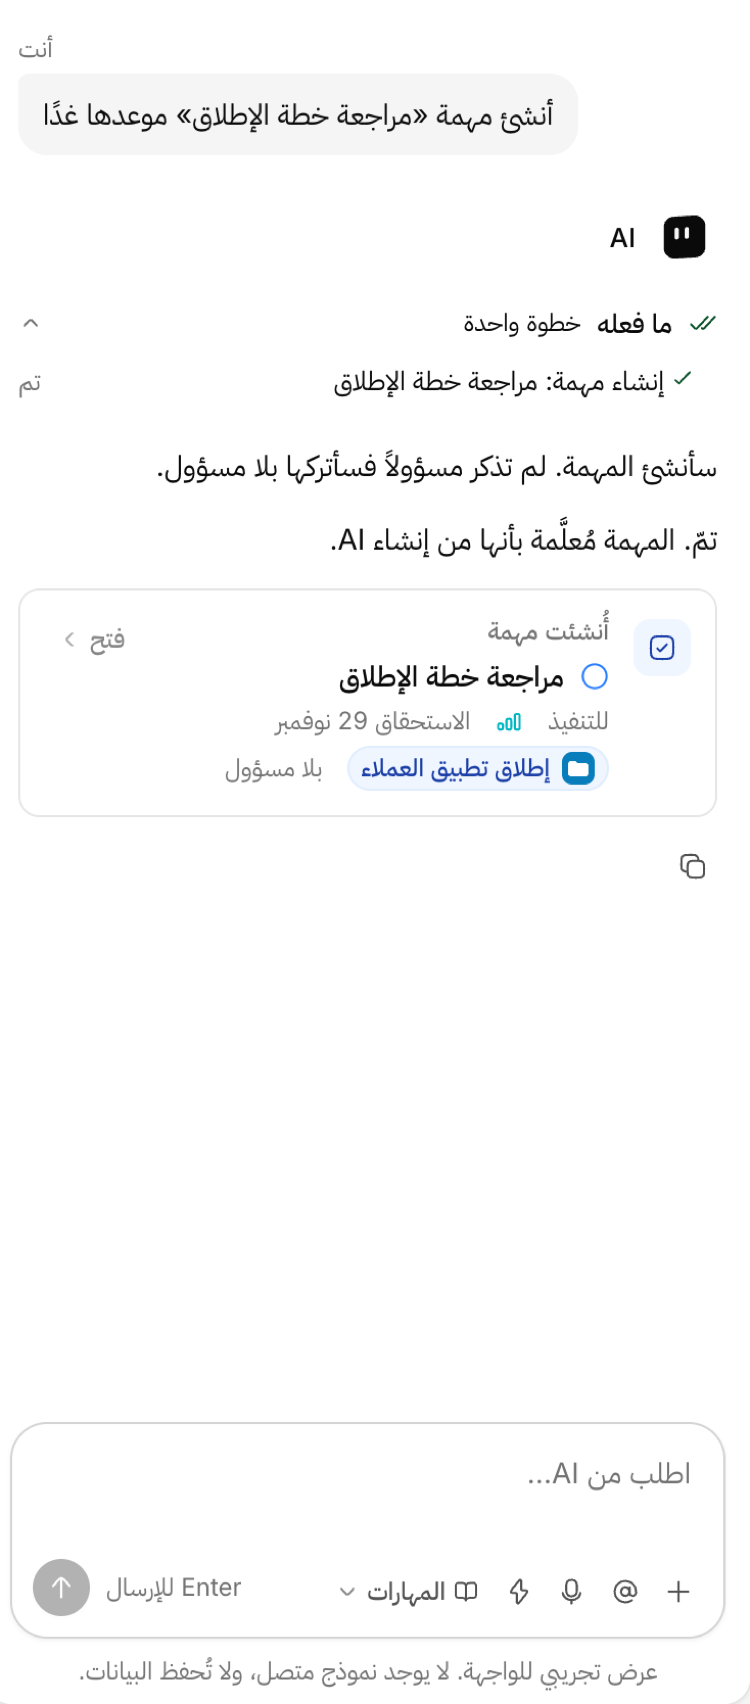 أنت
أنشئ مهمة «مراجعة خطة الإطلاق» موعدها غدًا
AI
ما فعله خطوة واحدة
إنشاء مهمة: مراجعة خطة الإطلاق تم
سأنشئ المهمة. لم تذكر مسؤولاً فسأتركها بلا مسؤول.
تمّ. المهمة مُعلَّمة بأنها من إنشاء AI.
أُنشئت مهمة فتح
مراجعة خطة الإطلاق
للتنفيذ الاستحقاق 29 نوفمبر
إطلاق تطبيق العملاء بلا مسؤول
اطلب من AI...
المهارات Enter للإرسال
عرض تجريبي للواجهة. لا يوجد نموذج متصل، ولا تُحفظ البيانات.